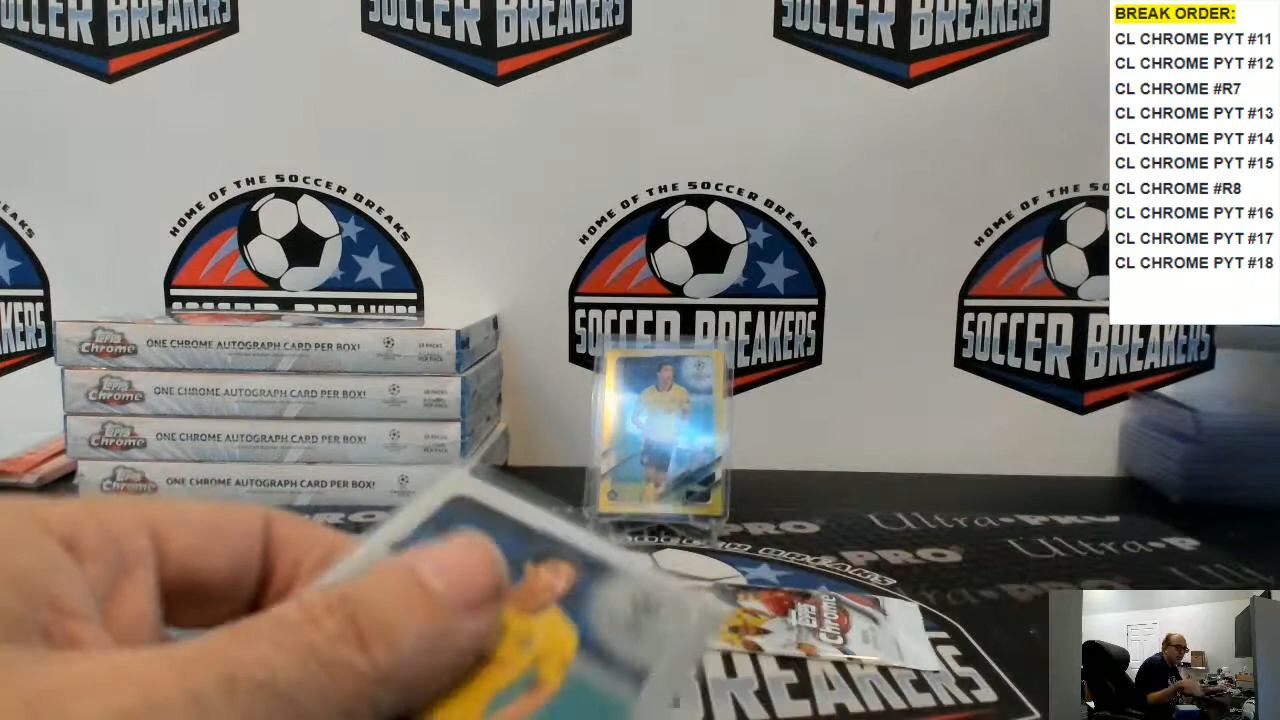 SOCCER BREAKERS
SOCCER BREAKERS
SOCCER BREAKERS
BREAK ORDER:
CL CHROME PYT #11
CL CHROME PYT #12
CL CHROME #R7
CL CHROME PYT #13
CL CHROME PYT #14
CL CHROME PYT #15
CL CHROME #R8
CL CHROME PYT #16
CL CHROME PYT #17
CL CHROME PYT #18
HOME OF THE SOCCER BREAKS
SOCCER BREAKERS
HOME OF THE SOCCER BREAKS
SOCCER BREAKERS
HOME OF THE SO
SOCCER BREAKERS
KERS
Topps Chrome ONE CHROME AUTOGRAPH CARD PER BOX!
Topps Chrome ONE CHROME AUTOGRAPH CARD PER BOX!
Topps Chrome ONE CHROME AUTOGRAPH CARD PER BOX!
Topps Chrome ONE CHROME AUTOGRAPH CARD PER BOX!
PRO
Ultra PRO
PRO
Ultra P
Topps Chrome
BREAKERS